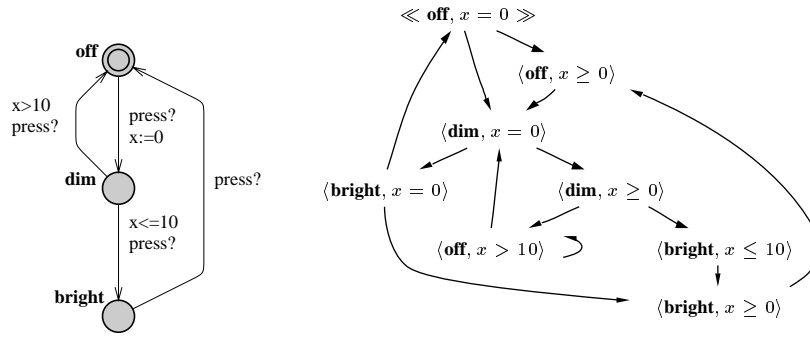 off
x>10
press?
press?
x:=0
dim
press?
x<=10
press?
bright
≪ off, x = 0 ≫
⟨off, x ≥ 0⟩
⟨dim, x = 0⟩
⟨bright, x = 0⟩
⟨dim, x ≥ 0⟩
⟨off, x > 10⟩
⟨bright, x ≤ 10⟩
⟨bright, x ≥ 0⟩